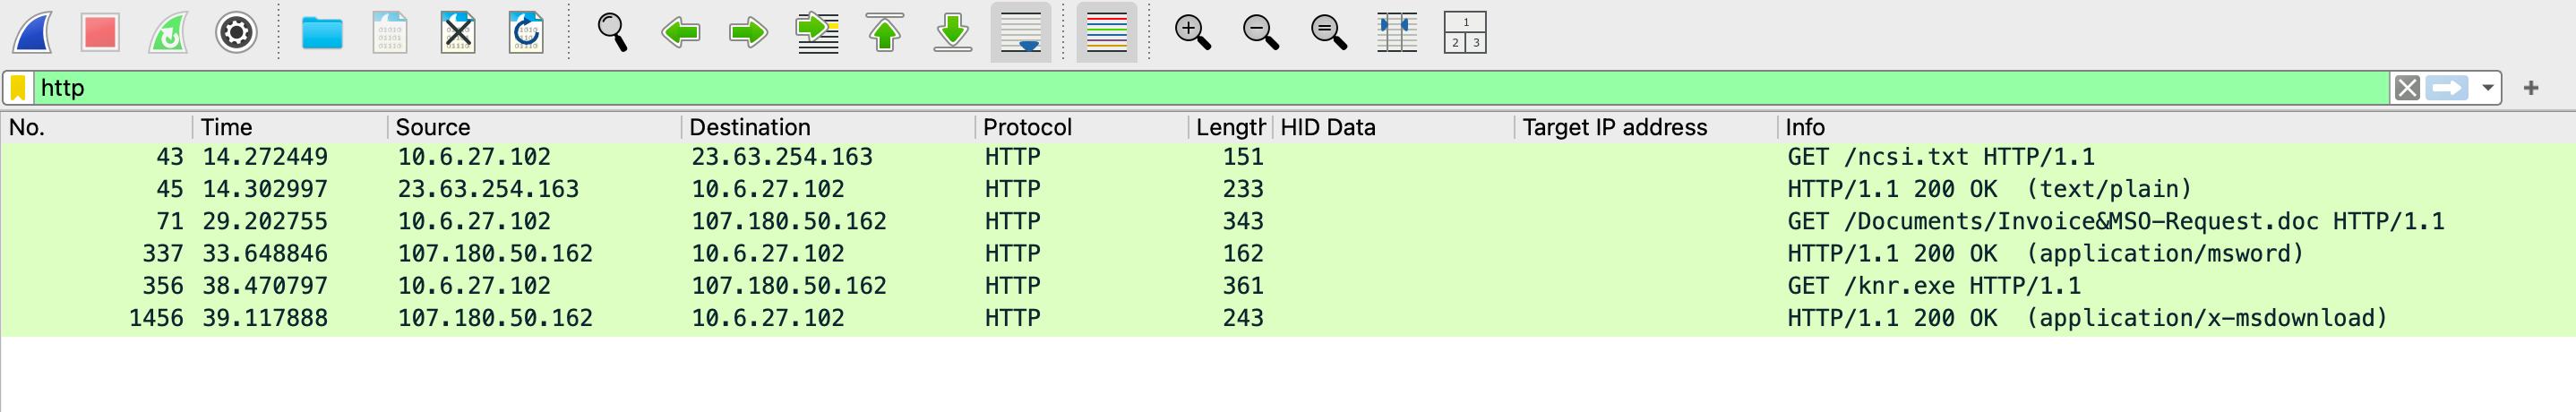 http
No. Time Source Destination Protocol Length HID Data Target IP address Info
43 14.272449 10.6.27.102 23.63.254.163 HTTP 151 GET /ncsi.txt HTTP/1.1
45 14.302997 23.63.254.163 10.6.27.102 HTTP 233 HTTP/1.1 200 OK (text/plain)
71 29.202755 10.6.27.102 107.180.50.162 HTTP 343 GET /Documents/Invoice&MSO-Request.doc HTTP/1.1
337 33.648846 107.180.50.162 10.6.27.102 HTTP 162 HTTP/1.1 200 OK (application/msword)
356 38.470797 10.6.27.102 107.180.50.162 HTTP 361 GET /knr.exe HTTP/1.1
1456 39.117888 107.180.50.162 10.6.27.102 HTTP 243 HTTP/1.1 200 OK (application/x-msdownload)